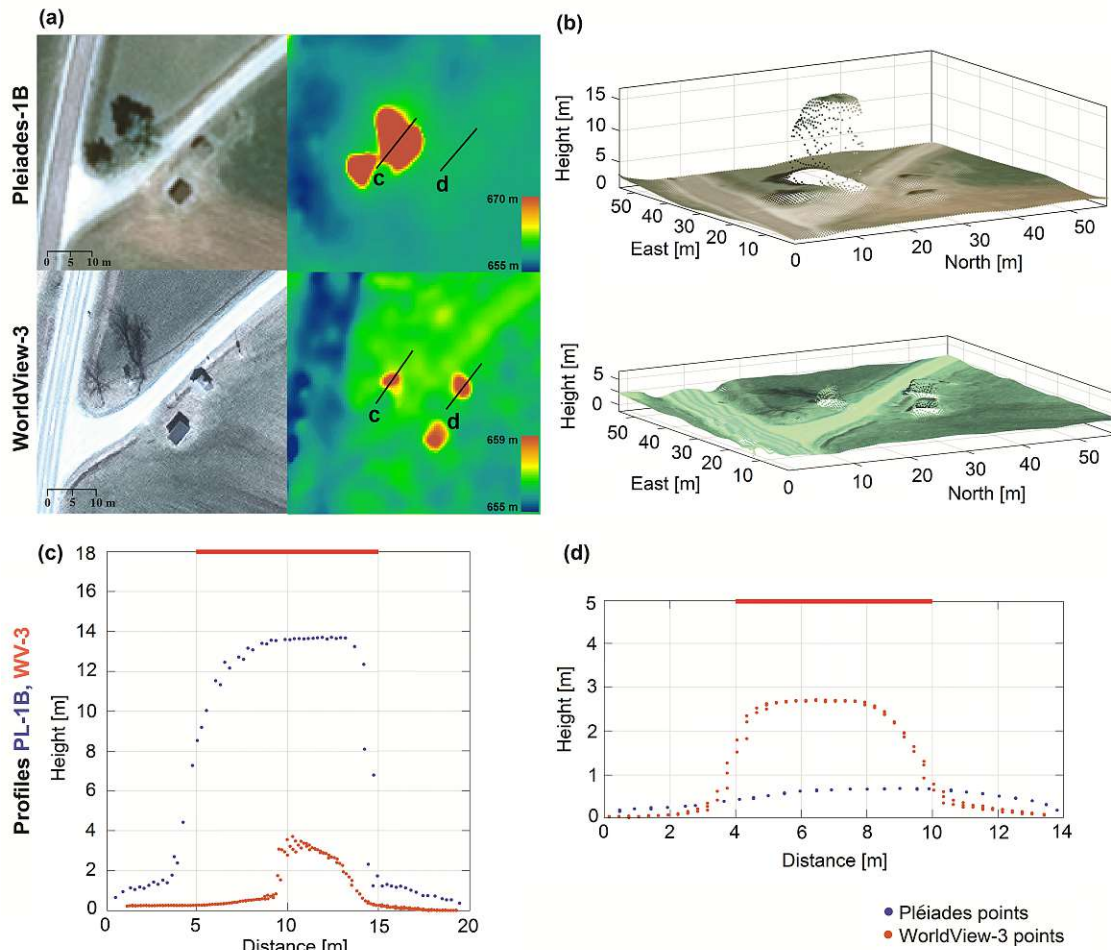 (a)
(b)
Pleiades-1B
0 5 10 m
c
d
670 m
655 m
15
10
5
0
Height [m]
50
40
30
20
10
East [m]
0
10
20
30
40
50
North [m]
WorldView-3
0 5 10 m
c
d
659 m
655 m
5
0
Height [m]
50
40
30
20
10
East [m]
0
10
20
30
40
50
North [m]
(c)
Profiles PL-1B, WV-3
Height [m]
18
16
14
12
10
8
6
4
2
0
0 5 10 15 20
Distance [m]
(d)
Height [m]
5
4
3
2
1
0
0 2 4 6 8 10 12 14
Distance [m]
Pléiades points
WorldView-3 points